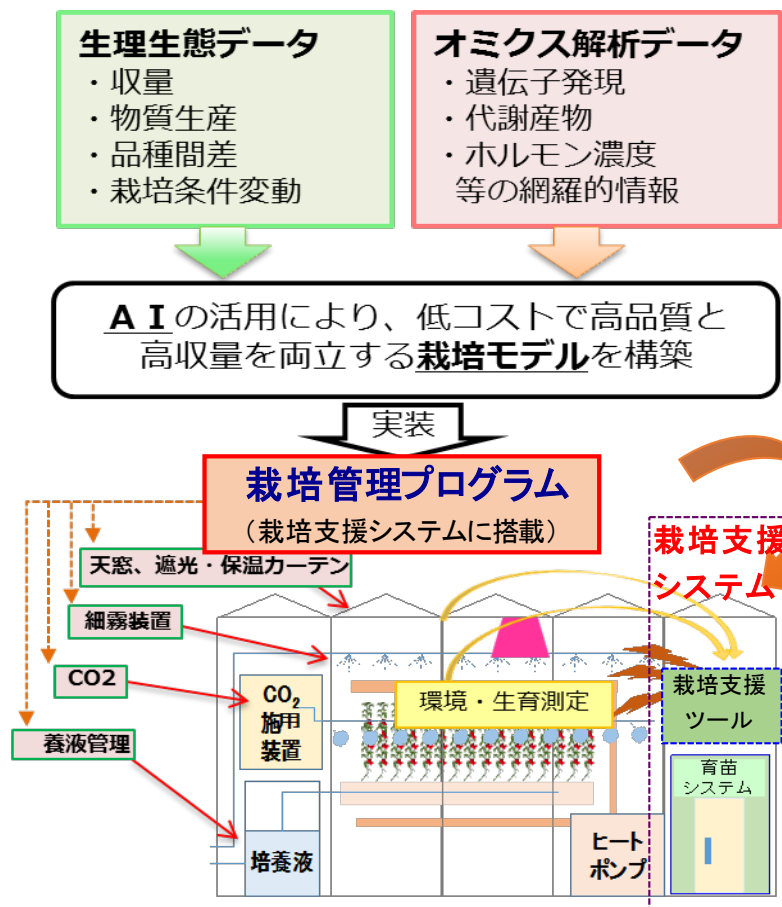 生理生態データ
・収量
・物質生産
・品種間差
・栽培条件変動
オミクス解析データ
・遺伝子発現
・代謝産物
・ホルモン濃度
等の網羅的情報
ＡＩの活用により、低コストで高品質と
高収量を両立する栽培モデルを構築
実装
栽培管理プログラム
（栽培支援システムに搭載）
栽培支援
システム
天窓、遮光・保温カーテン
細霧装置
CO2
養液管理
CO₂
施用
装置
環境・生育測定
栽培支援
ツール
育苗
システム
培養液
ヒート
ポンプ